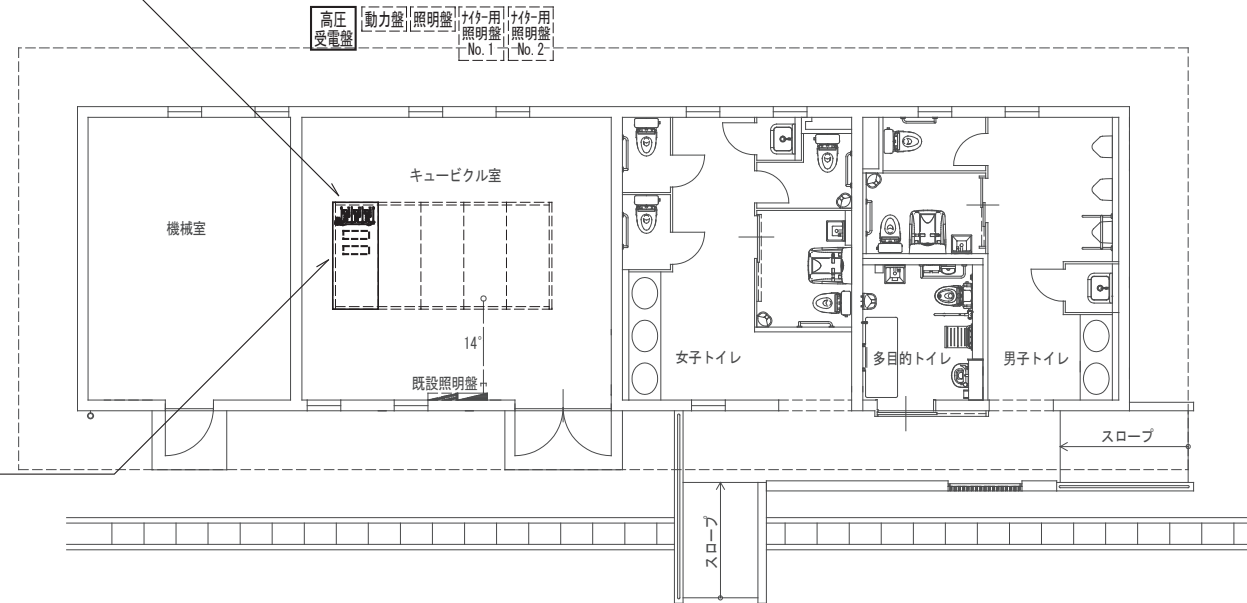 高圧
受電盤
動力盤
照明盤
ﾅｲﾀｰ用
照明盤
No.1
ﾅｲﾀｰ用
照明盤
No.2
キュービクル室
機械室
14°
既設照明盤
女子トイレ
多目的トイレ
男子トイレ
スロープ
スロープ